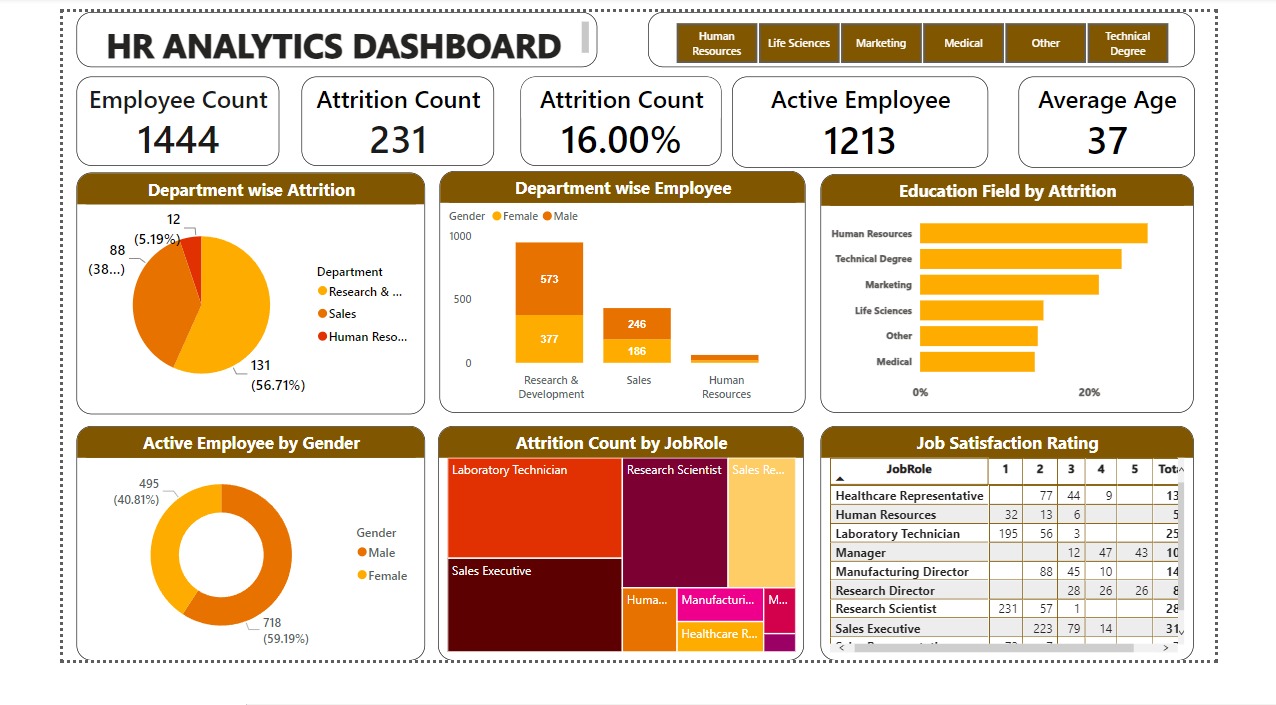 HR ANALYTICS DASHBOARD
Human
Resources
Life Sciences
Marketing
Medical
Other
Technical
Degree
Employee Count
1444
Attrition Count
231
Attrition Count
16.00%
Active Employee
1213
Average Age
37
Department wise Attrition
12
(5.19%)
88
(38...)
131
(56.71%)
Department
Research & ...
Sales
Human Reso...
Department wise Employee
Gender Female Male
1000
500
0
573
377
246
186
Research &
Development
Sales
Human
Resources
Education Field by Attrition
Human Resources
Technical Degree
Marketing
Life Sciences
Other
Medical
0% 20%
Active Employee by Gender
495
(40.81%)
718
(59.19%)
Gender
Male
Female
Attrition Count by JobRole
Laboratory Technician
Research Scientist
Sales Re...
Sales Executive
Huma...
Manufacturi...
M...
Healthcare R...
Job Satisfaction Rating
JobRole 1 2 3 4 5 Tota
Healthcare Representative 77 44 9 13
Human Resources 32 13 6 5
Laboratory Technician 195 56 3 25
Manager 12 47 43 10
Manufacturing Director 88 45 10 14
Research Director 28 26 26 8
Research Scientist 231 57 1 28
Sales Executive 223 79 14 31